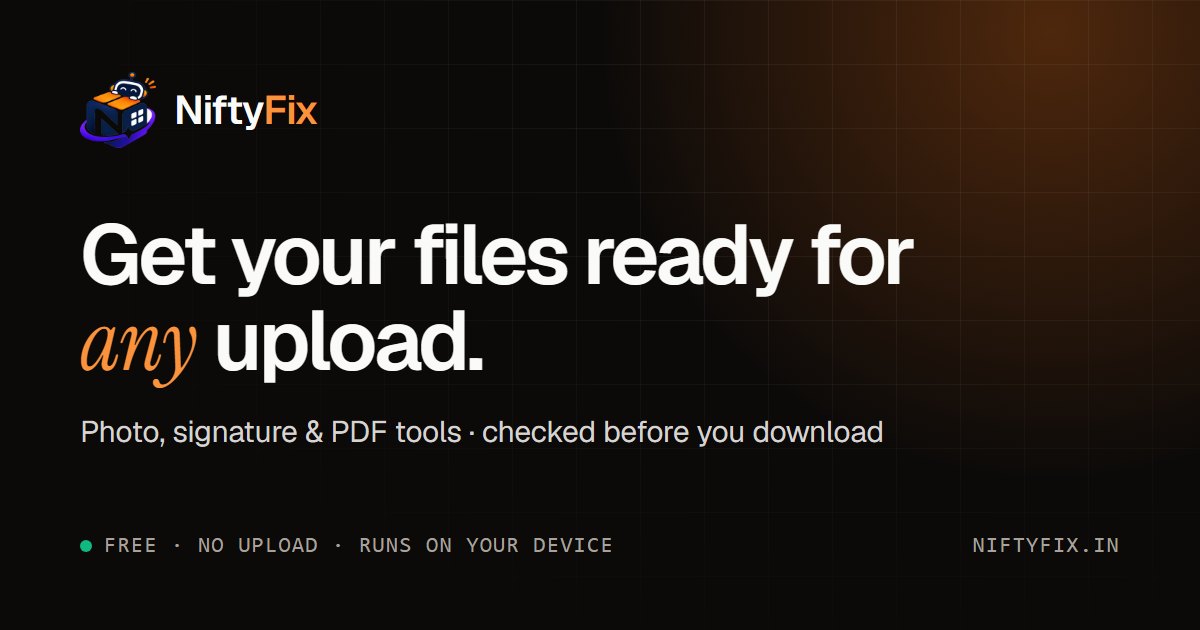 NiftyFix
Get your files ready for
any upload.
Photo, signature & PDF tools · checked before you download
FREE · NO UPLOAD · RUNS ON YOUR DEVICE
NIFTYFIX.IN